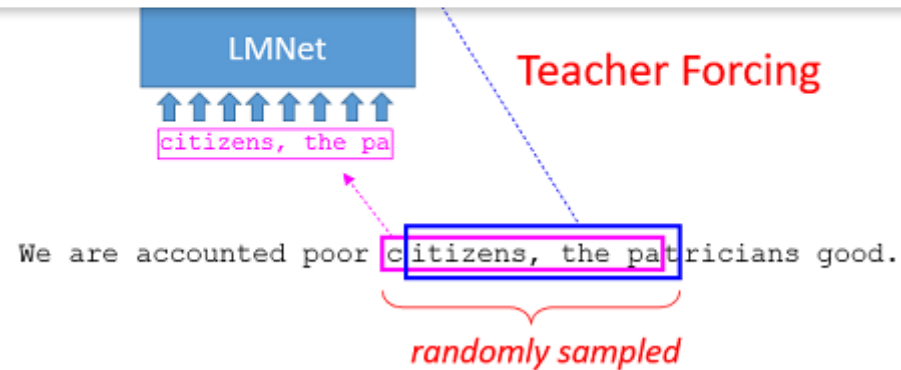 LMNet
Teacher Forcing
citizens, the pa
We are accounted poor citizens, the patricians good.
randomly sampled